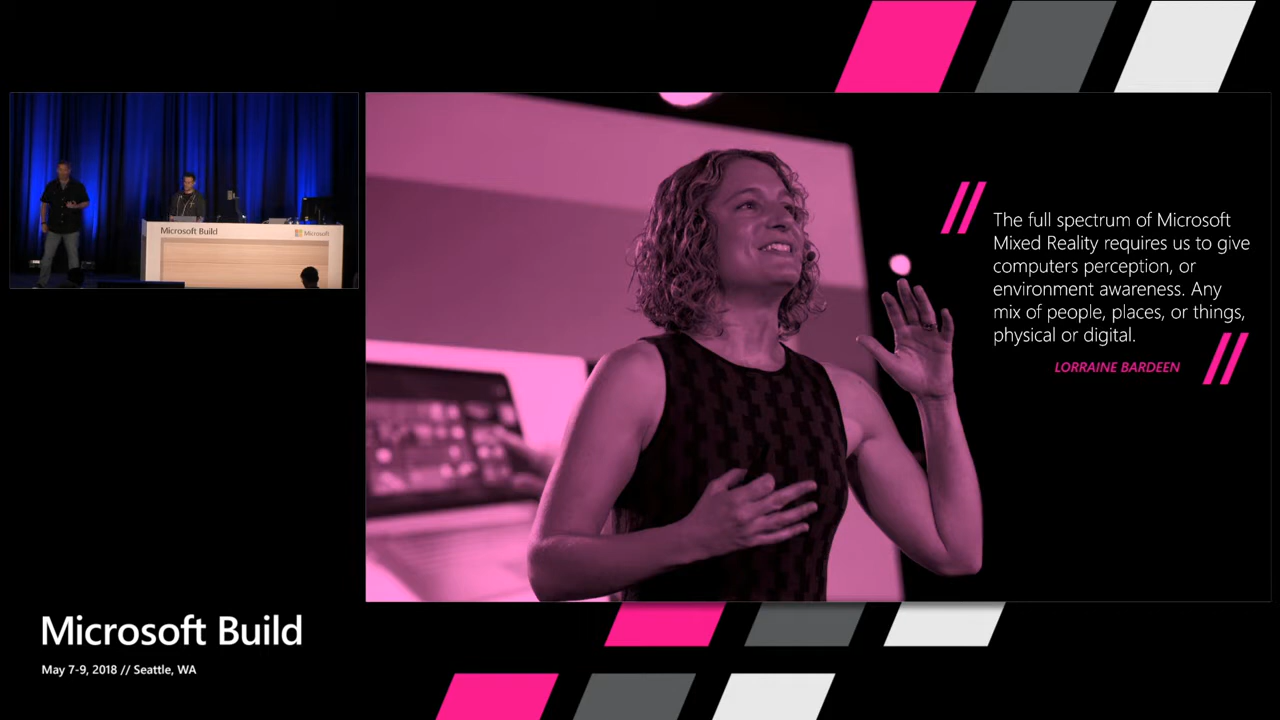 Microsoft Build
Microsoft
The full spectrum of Microsoft
Mixed Reality requires us to give
computers perception, or
environment awareness. Any
mix of people, places, or things,
physical or digital.
LORRAINE BARDEEN
Microsoft Build
May 7-9, 2018 // Seattle, WA